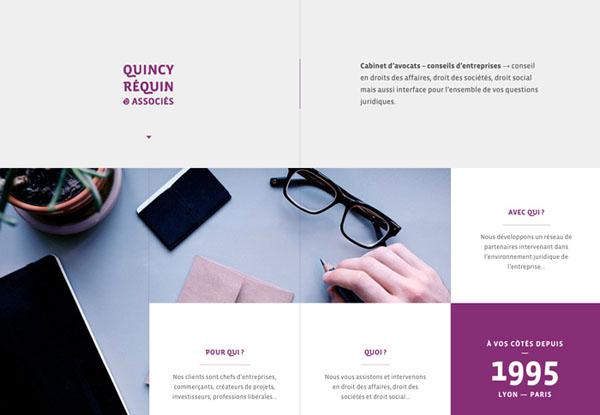 QUINCY
RÉQUIN
& ASSOCIÉS
Cabinet d'avocats – conseils d'entreprises → conseil
en droits des affaires, droit des sociétés, droit social
mais aussi interface pour l'ensemble de vos questions
juridiques.
AVEC QUI ?
Nous développons un réseau de
partenaires intervenant dans
l'environnement juridique de
l'entreprise...
POUR QUI ?
Nos clients sont chefs d'entreprises,
commerçants, créateurs de projets,
investisseurs, professions libérales...
QUOI ?
Nous vous assistons et intervenons
en droit des affaires, droit des
sociétés et droit social...
À VOS CÔTÉS DEPUIS
—
1995
LYON — PARIS